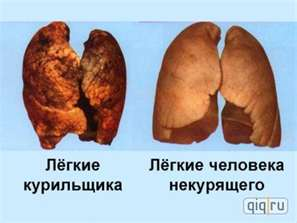 Лёгкие
курильщика
Лёгкие человека
некурящего
qiq ru